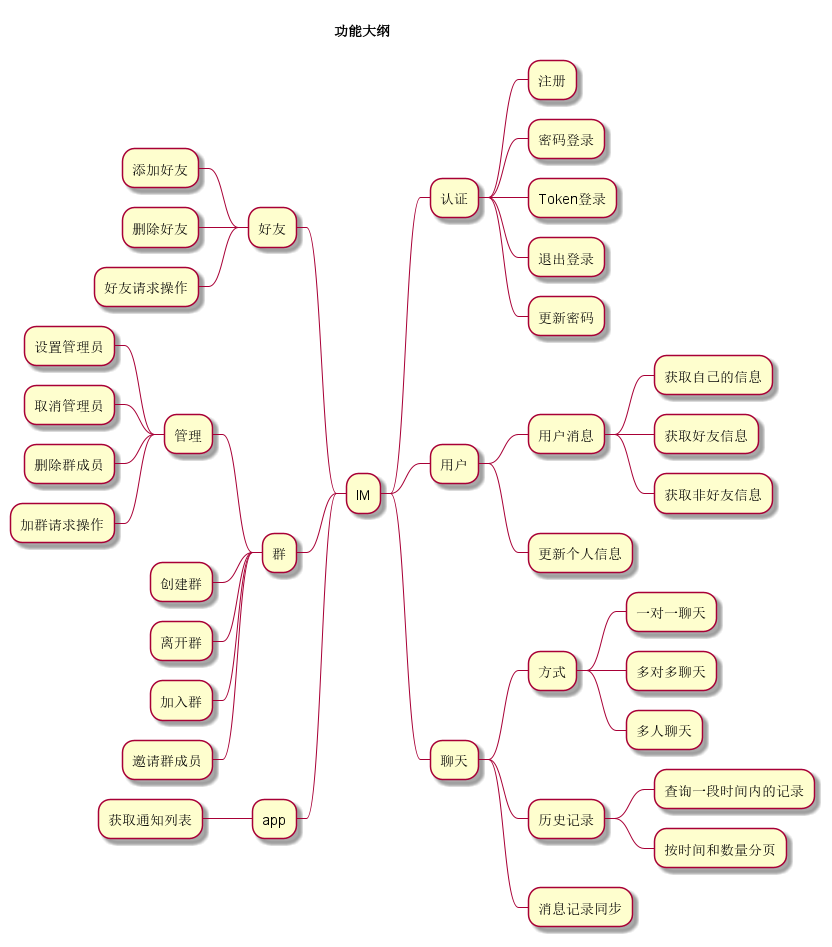 功能大纲
IM
认证
注册
密码登录
Token登录
退出登录
更新密码
用户
用户消息
获取自己的信息
获取好友信息
获取非好友信息
更新个人信息
聊天
方式
一对一聊天
多对多聊天
多人聊天
历史记录
查询一段时间内的记录
按时间和数量分页
消息记录同步
好友
添加好友
删除好友
好友请求操作
群
管理
设置管理员
取消管理员
删除群成员
加群请求操作
创建群
离开群
加入群
邀请群成员
app
获取通知列表